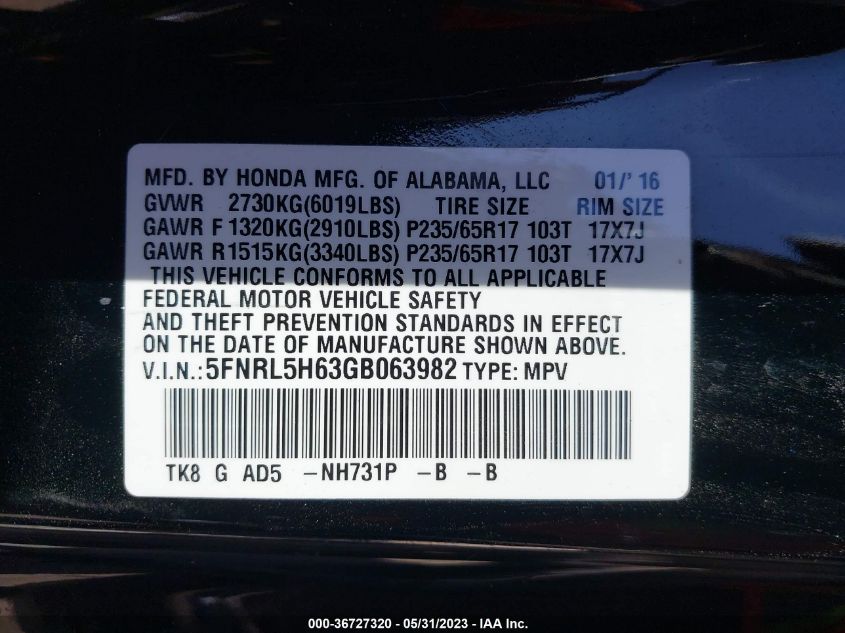 MFD. BY HONDA MFG. OF ALABAMA, LLC 01/'16
GVWR 2730KG(6019LBS) TIRE SIZE RIM SIZE
GAWR F 1320KG(2910LBS) P235/65R17 103T 17X7J
GAWR R1515KG(3340LBS) P235/65R17 103T 17X7J
THIS VEHICLE CONFORMS TO ALL APPLICABLE
FEDERAL MOTOR VEHICLE SAFETY
AND THEFT PREVENTION STANDARDS IN EFFECT
ON THE DATE OF MANUFACTURE SHOWN ABOVE.
V.I.N.:5FNRL5H63GB063982 TYPE: MPV
TK8 G AD5 -NH731P -B -B
000-36727320 - 05/31/2023 - IAA Inc.